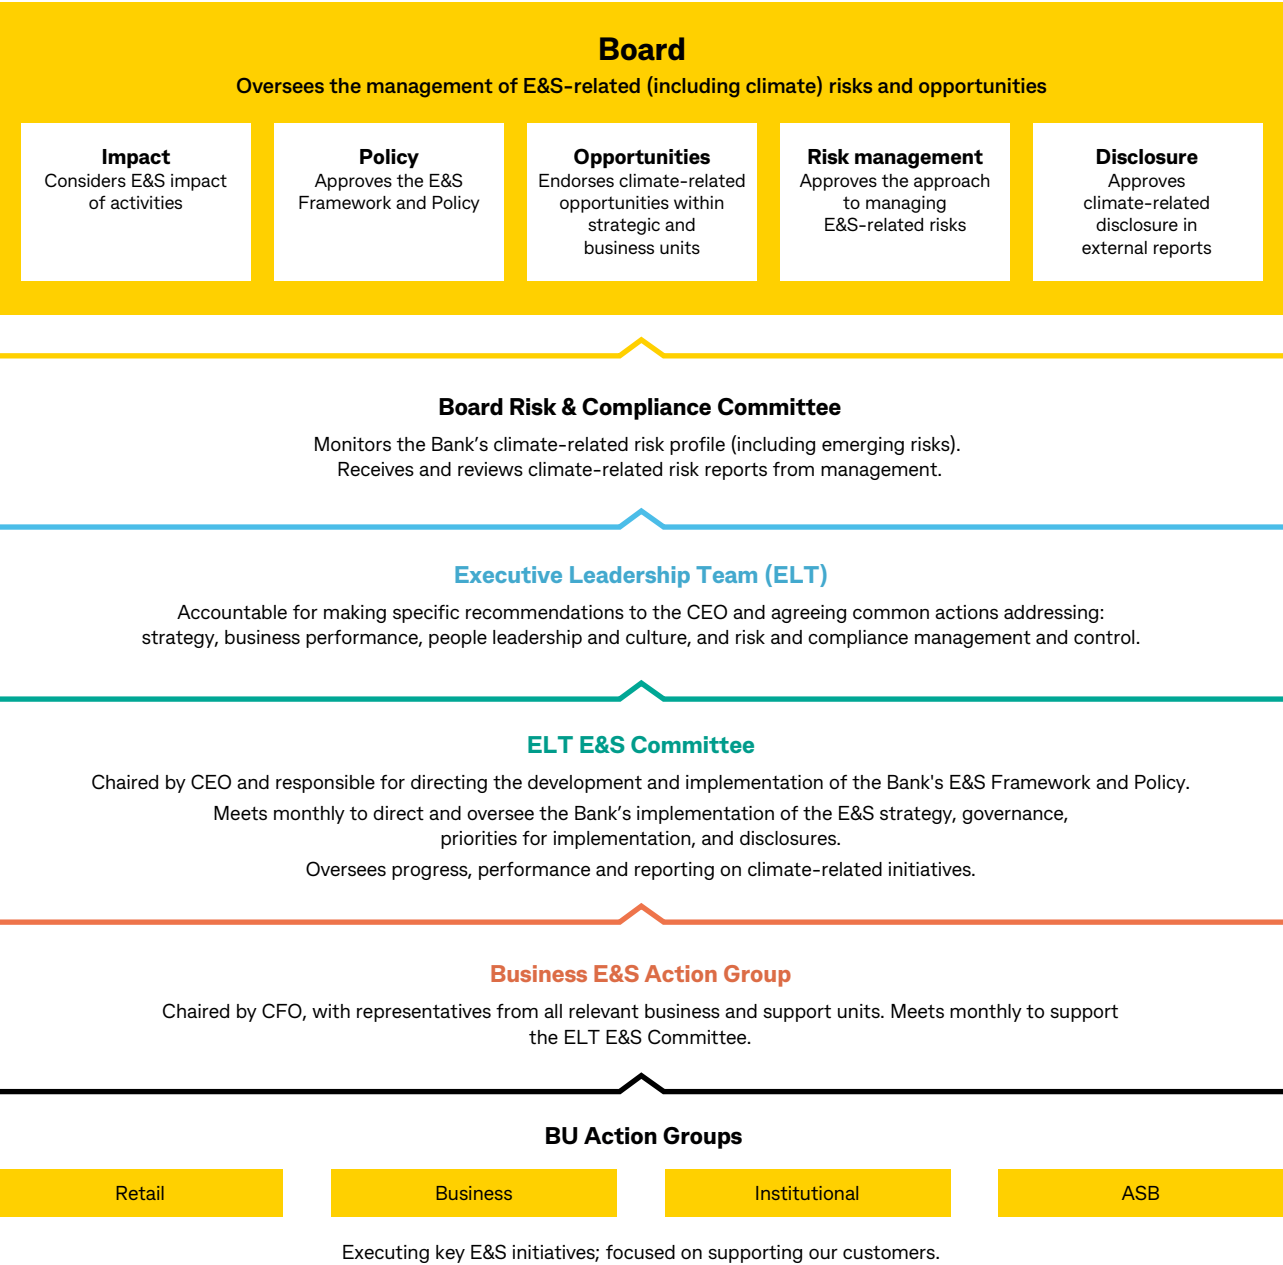 Board
Oversees the management of E&S-related (including climate) risks and opportunities
Impact
Considers E&S impact
of activities
Policy
Approves the E&S
Framework and Policy
Opportunities
Endorses climate-related
opportunities within
strategic and
business units
Risk management
Approves the approach
to managing
E&S-related risks
Disclosure
Approves
climate-related
disclosure in
external reports
Board Risk & Compliance Committee
Monitors the Bank’s climate-related risk profile (including emerging risks).
Receives and reviews climate-related risk reports from management.
Executive Leadership Team (ELT)
Accountable for making specific recommendations to the CEO and agreeing common actions addressing:
strategy, business performance, people leadership and culture, and risk and compliance management and control.
ELT E&S Committee
Chaired by CEO and responsible for directing the development and implementation of the Bank's E&S Framework and Policy.
Meets monthly to direct and oversee the Bank’s implementation of the E&S strategy, governance,
priorities for implementation, and disclosures.
Oversees progress, performance and reporting on climate-related initiatives.
Business E&S Action Group
Chaired by CFO, with representatives from all relevant business and support units. Meets monthly to support
the ELT E&S Committee.
BU Action Groups
Retail
Business
Institutional
ASB
Executing key E&S initiatives; focused on supporting our customers.